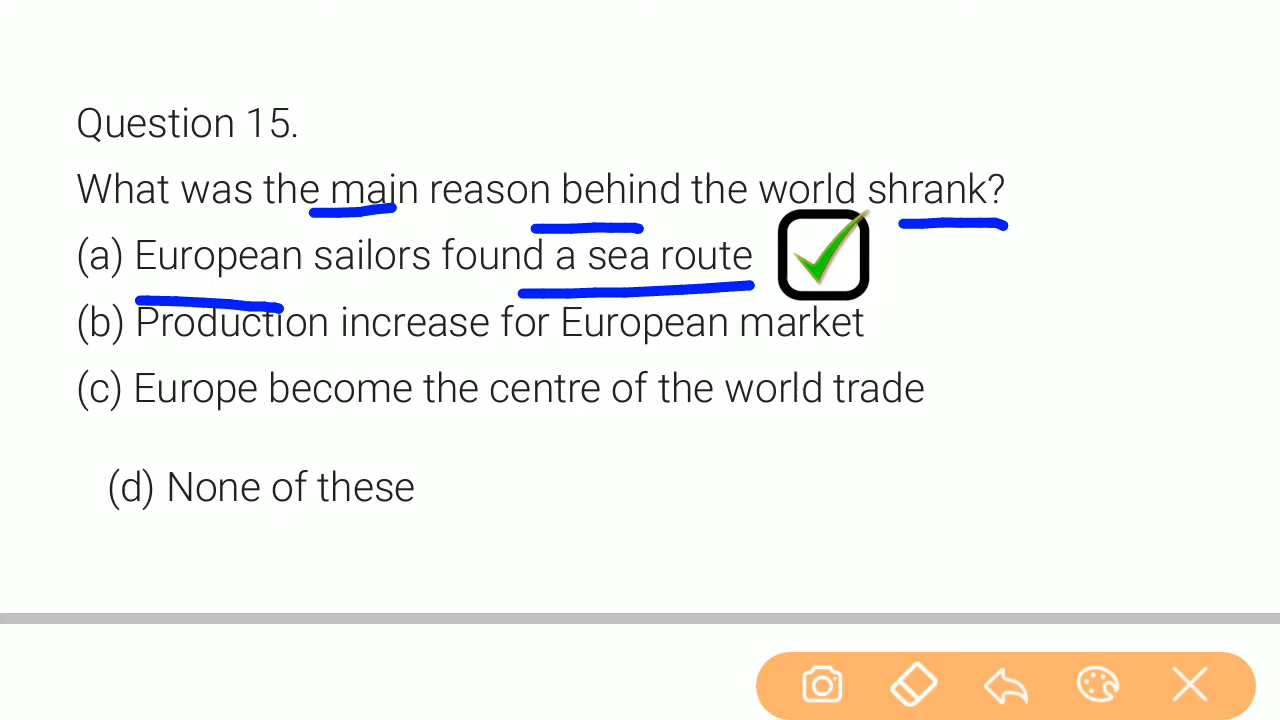 Question 15.
What was the main reason behind the world shrank?
(a) European sailors found a sea route
(b) Production increase for European market
(c) Europe become the centre of the world trade
(d) None of these